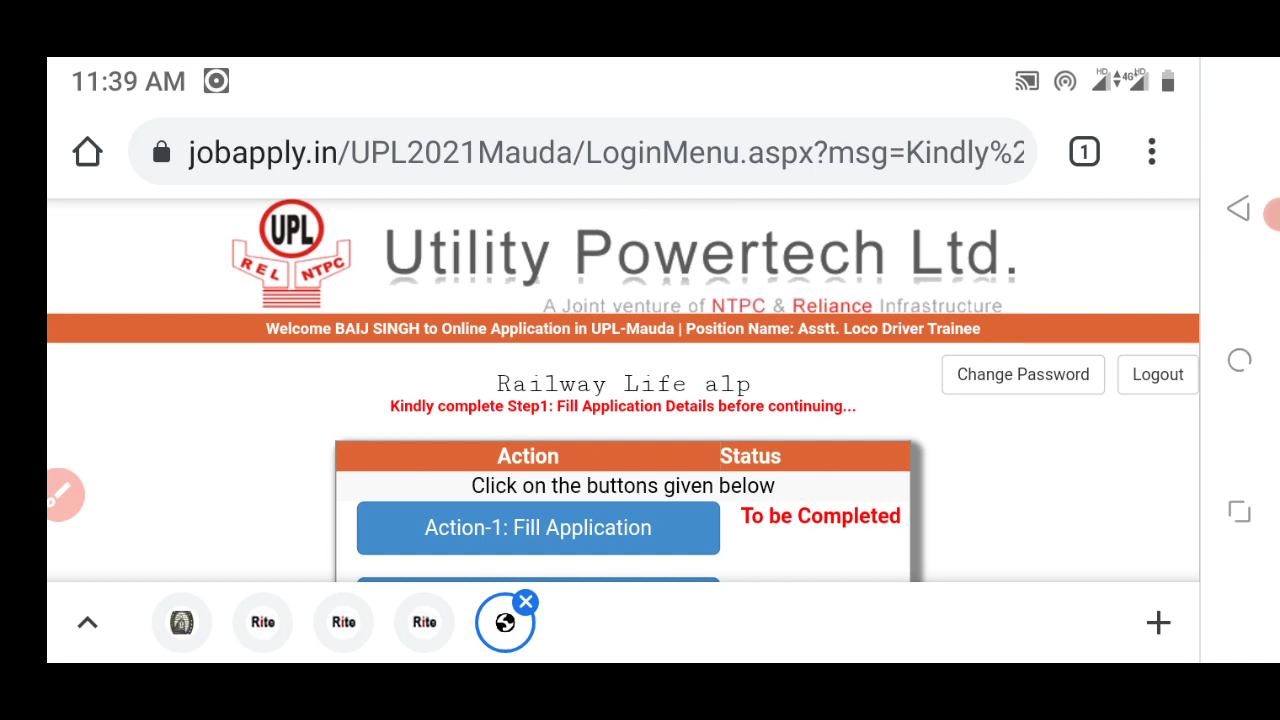 11:39 AM
HD 4G+ HD
jobapply.in/UPL2021Mauda/LoginMenu.aspx?msg=Kindly%2
1
UPL
REL NTPC
Utility Powertech Ltd.
A Joint venture of NTPC & Reliance Infrastructure
Welcome BAIJ SINGH to Online Application in UPL-Mauda | Position Name: Asstt. Loco Driver Trainee
Change Password
Logout
Railway Life alp
Kindly complete Step1: Fill Application Details before continuing...
Action Status
Click on the buttons given below
Action-1: Fill Application To be Completed
Rite Rite Rite